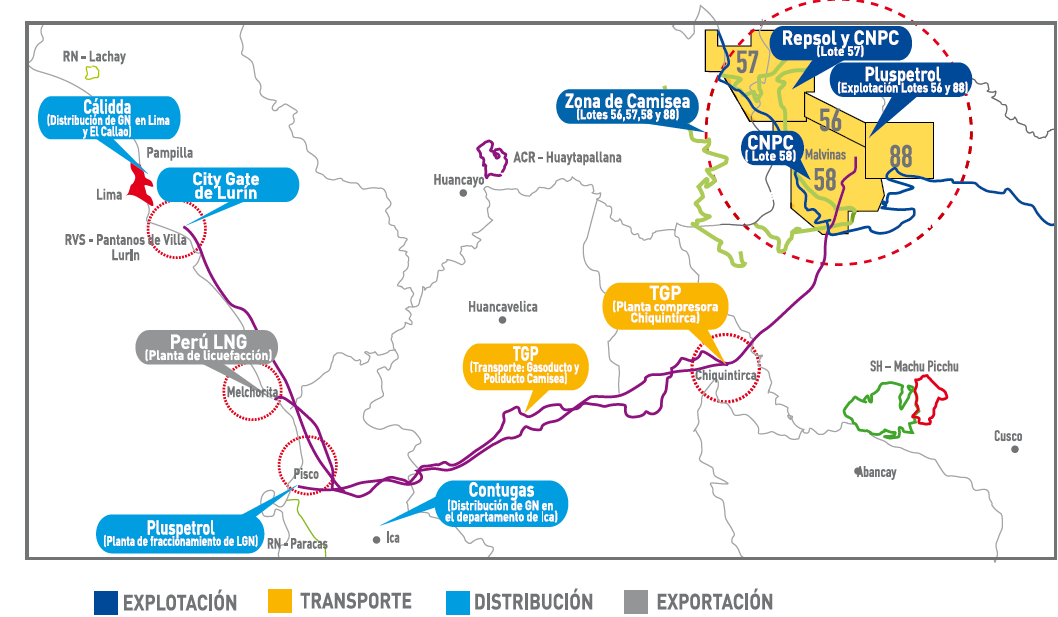 RN - Lachay
Cálidda
(Distribución de GN en Lima
y El Callao)
Pampilla
Lima
City Gate
de Lurín
RVS - Pantanos de Villa
Lurín
Perú LNG
(Planta de licuefacción)
Melchorita
Pisco
Pluspetrol
(Planta de fraccionamiento de LGN)
RN - Paracas
Ica
Contugas
(Distribución de GN en
el departamento de Ica)
ACR - Huaytapallana
Huancayo
Huancavelica
TGP
(Transporte: Gasoducto y
Poliducto Camisea)
TGP
(Planta compresora
Chiquintirca)
Chiquintirca
Zona de Camisea
(Lotes 56,57,58 y 88)
57
Repsol y CNPC
(Lote 57)
Pluspetrol
(Explotación Lotes 56 y 88)
56
CNPC
( Lote 58)
Malvinas
58
88
SH - Machu Picchu
Cusco
Abancay
EXPLOTACIÓN
TRANSPORTE
DISTRIBUCIÓN
EXPORTACIÓN